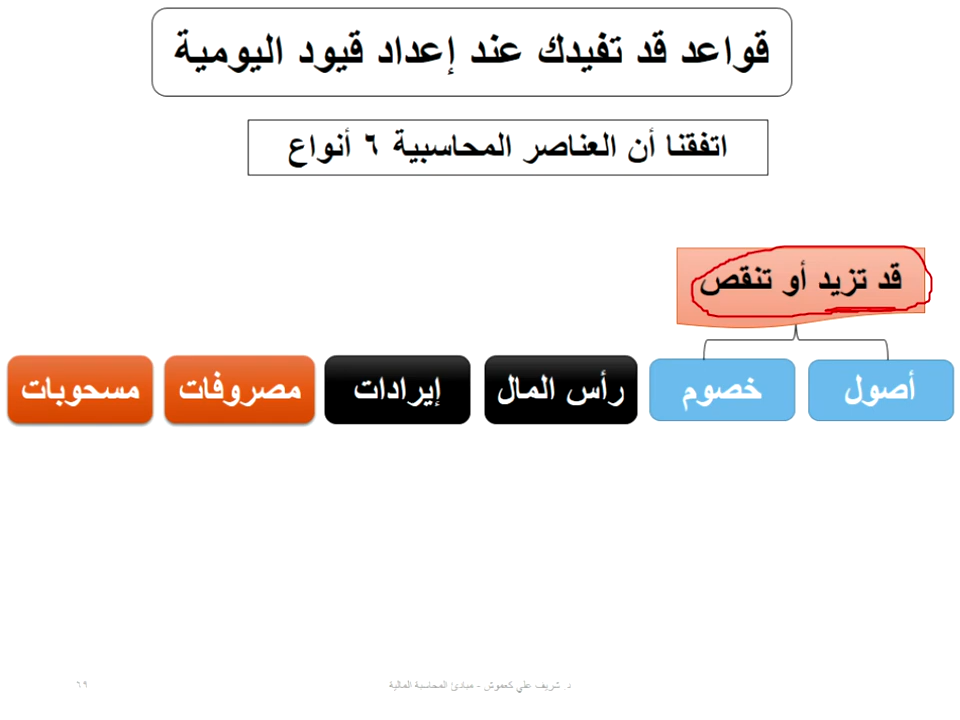 قواعد قد تفيدك عند إعداد قيود اليومية
اتفقنا أن العناصر المحاسبية ٦ أنواع
قد تزيد أو تنقص
أصول
خصوم
رأس المال
إيرادات
مصروفات
مسحوبات
د. شريف علي كعموش - مبادئ المحاسبة المالية
٦٩